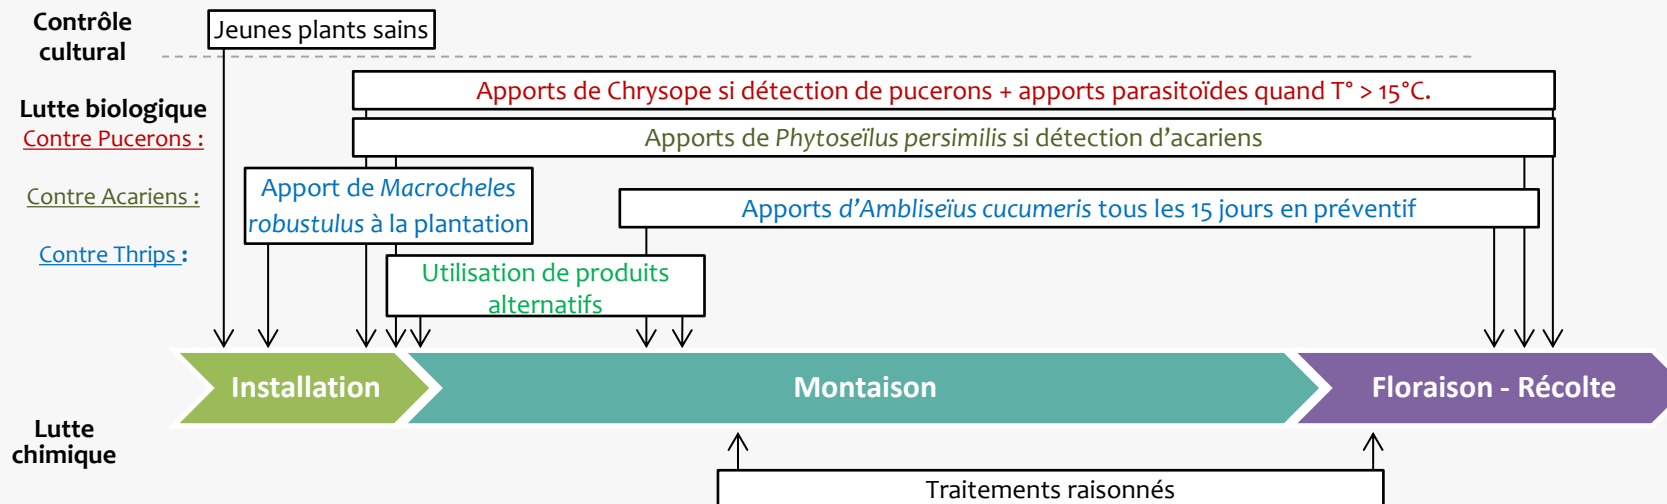 Contrôle
cultural
Jeunes plants sains
Lutte biologique
Contre Pucerons :
Contre Acariens :
Contre Thrips :
Apports de Chrysope si détection de pucerons + apports parasitoïdes quand T° > 15°C.
Apports de Phytoseïlus persimilis si détection d’acariens
Apport de Macrocheles
robustulus à la plantation
Apports d’Ambliseïus cucumeris tous les 15 jours en préventif
Utilisation de produits
alternatifs
Installation
Montaison
Floraison - Récolte
Lutte
chimique
Traitements raisonnés